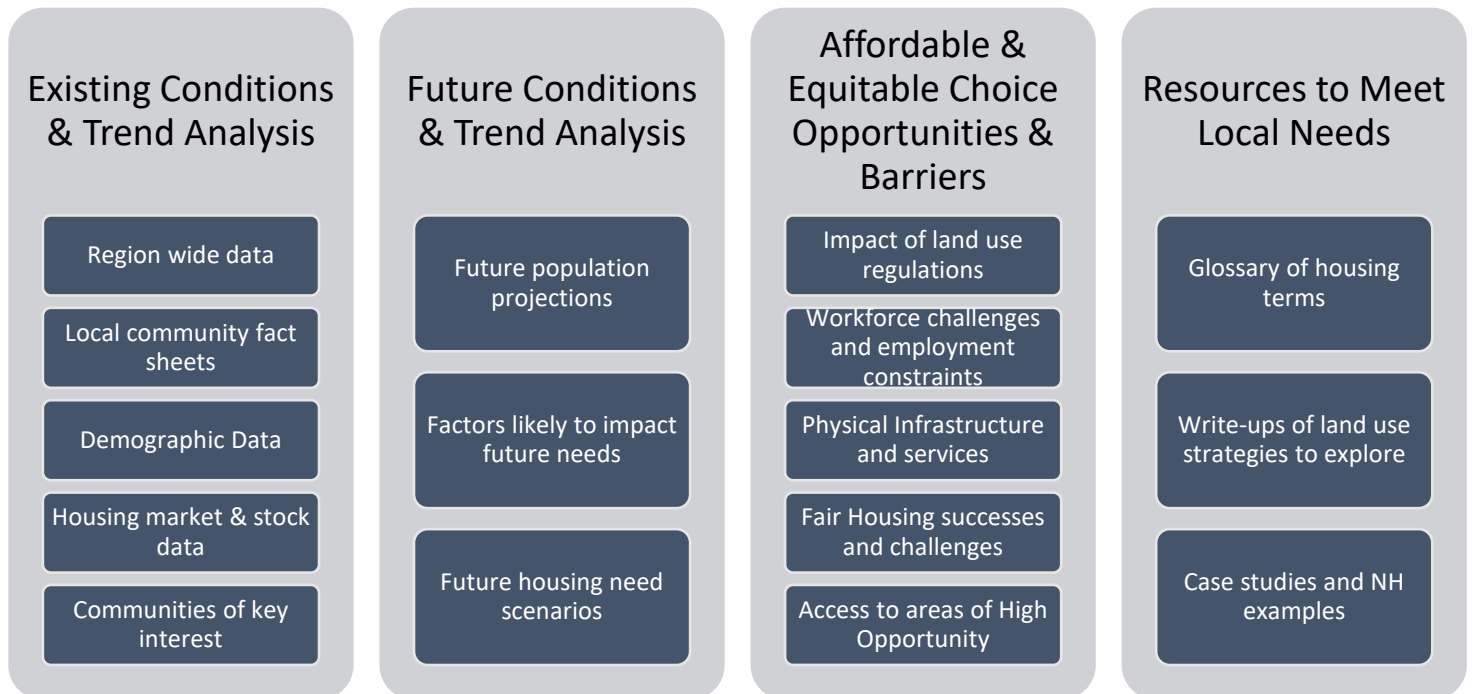 Existing Conditions
& Trend Analysis
Region wide data
Local community fact
sheets
Demographic Data
Housing market & stock
data
Communities of key
interest
Future Conditions
& Trend Analysis
Future population
projections
Factors likely to impact
future needs
Future housing need
scenarios
Affordable &
Equitable Choice
Opportunities &
Barriers
Impact of land use
regulations
Workforce challenges
and employment
constraints
Physical Infrastructure
and services
Fair Housing successes
and challenges
Access to areas of High
Opportunity
Resources to Meet
Local Needs
Glossary of housing
terms
Write-ups of land use
strategies to explore
Case studies and NH
examples